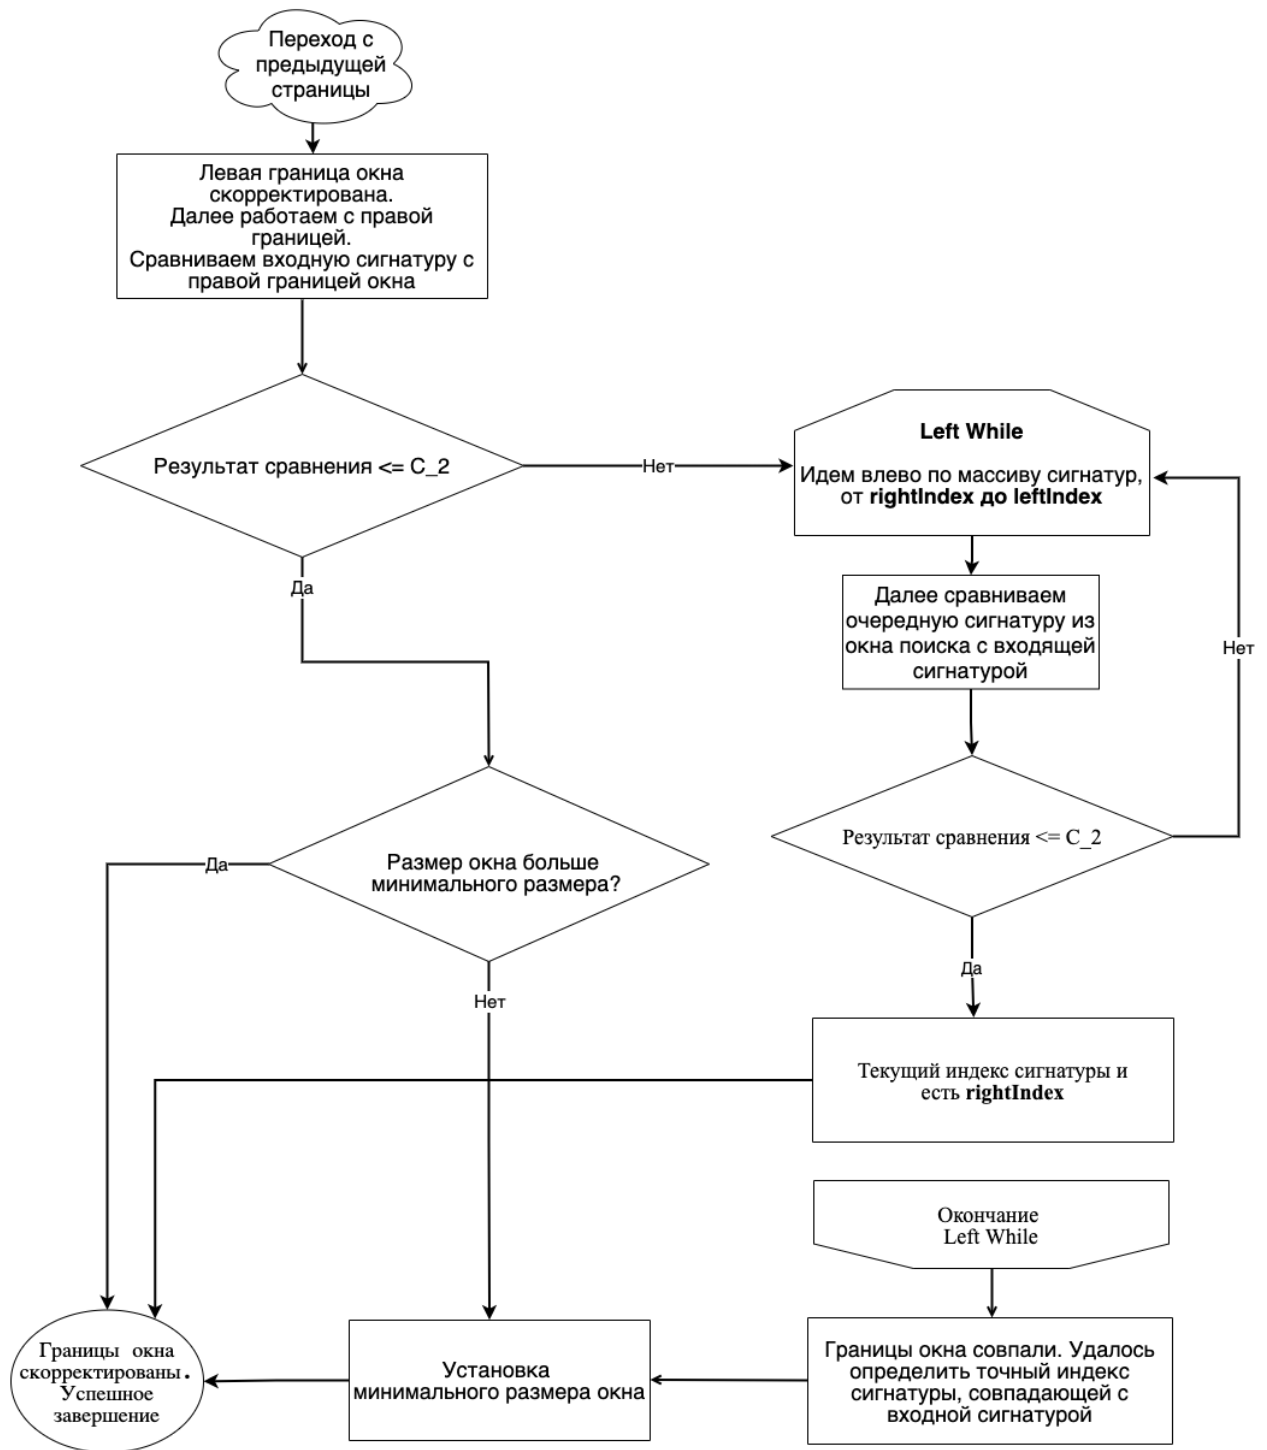 Переход с
предыдущей
страницы
Левая граница окна
скорректирована.
Далее работаем с правой
границей.
Сравниваем входную сигнатуру с
правой границей окна
Результат сравнения <= C_2
Нет
Left While
Идем влево по массиву сигнатур,
от rightIndex до leftIndex
Да
Далее сравниваем
очередную сигнатуру из
окна поиска с входящей
сигнатурой
Нет
Результат сравнения <= C_2
Размер окна больше
минимального размера?
Да
Нет
Да
Текущий индекс сигнатуры и
есть rightIndex
Окончание
Left While
Границы окна совпали. Удалось
определить точный индекс
сигнатуры, совпадающей с
входной сигнатурой
Установка
минимального размера окна
Границы окна
скорректированы.
Успешное
завершение